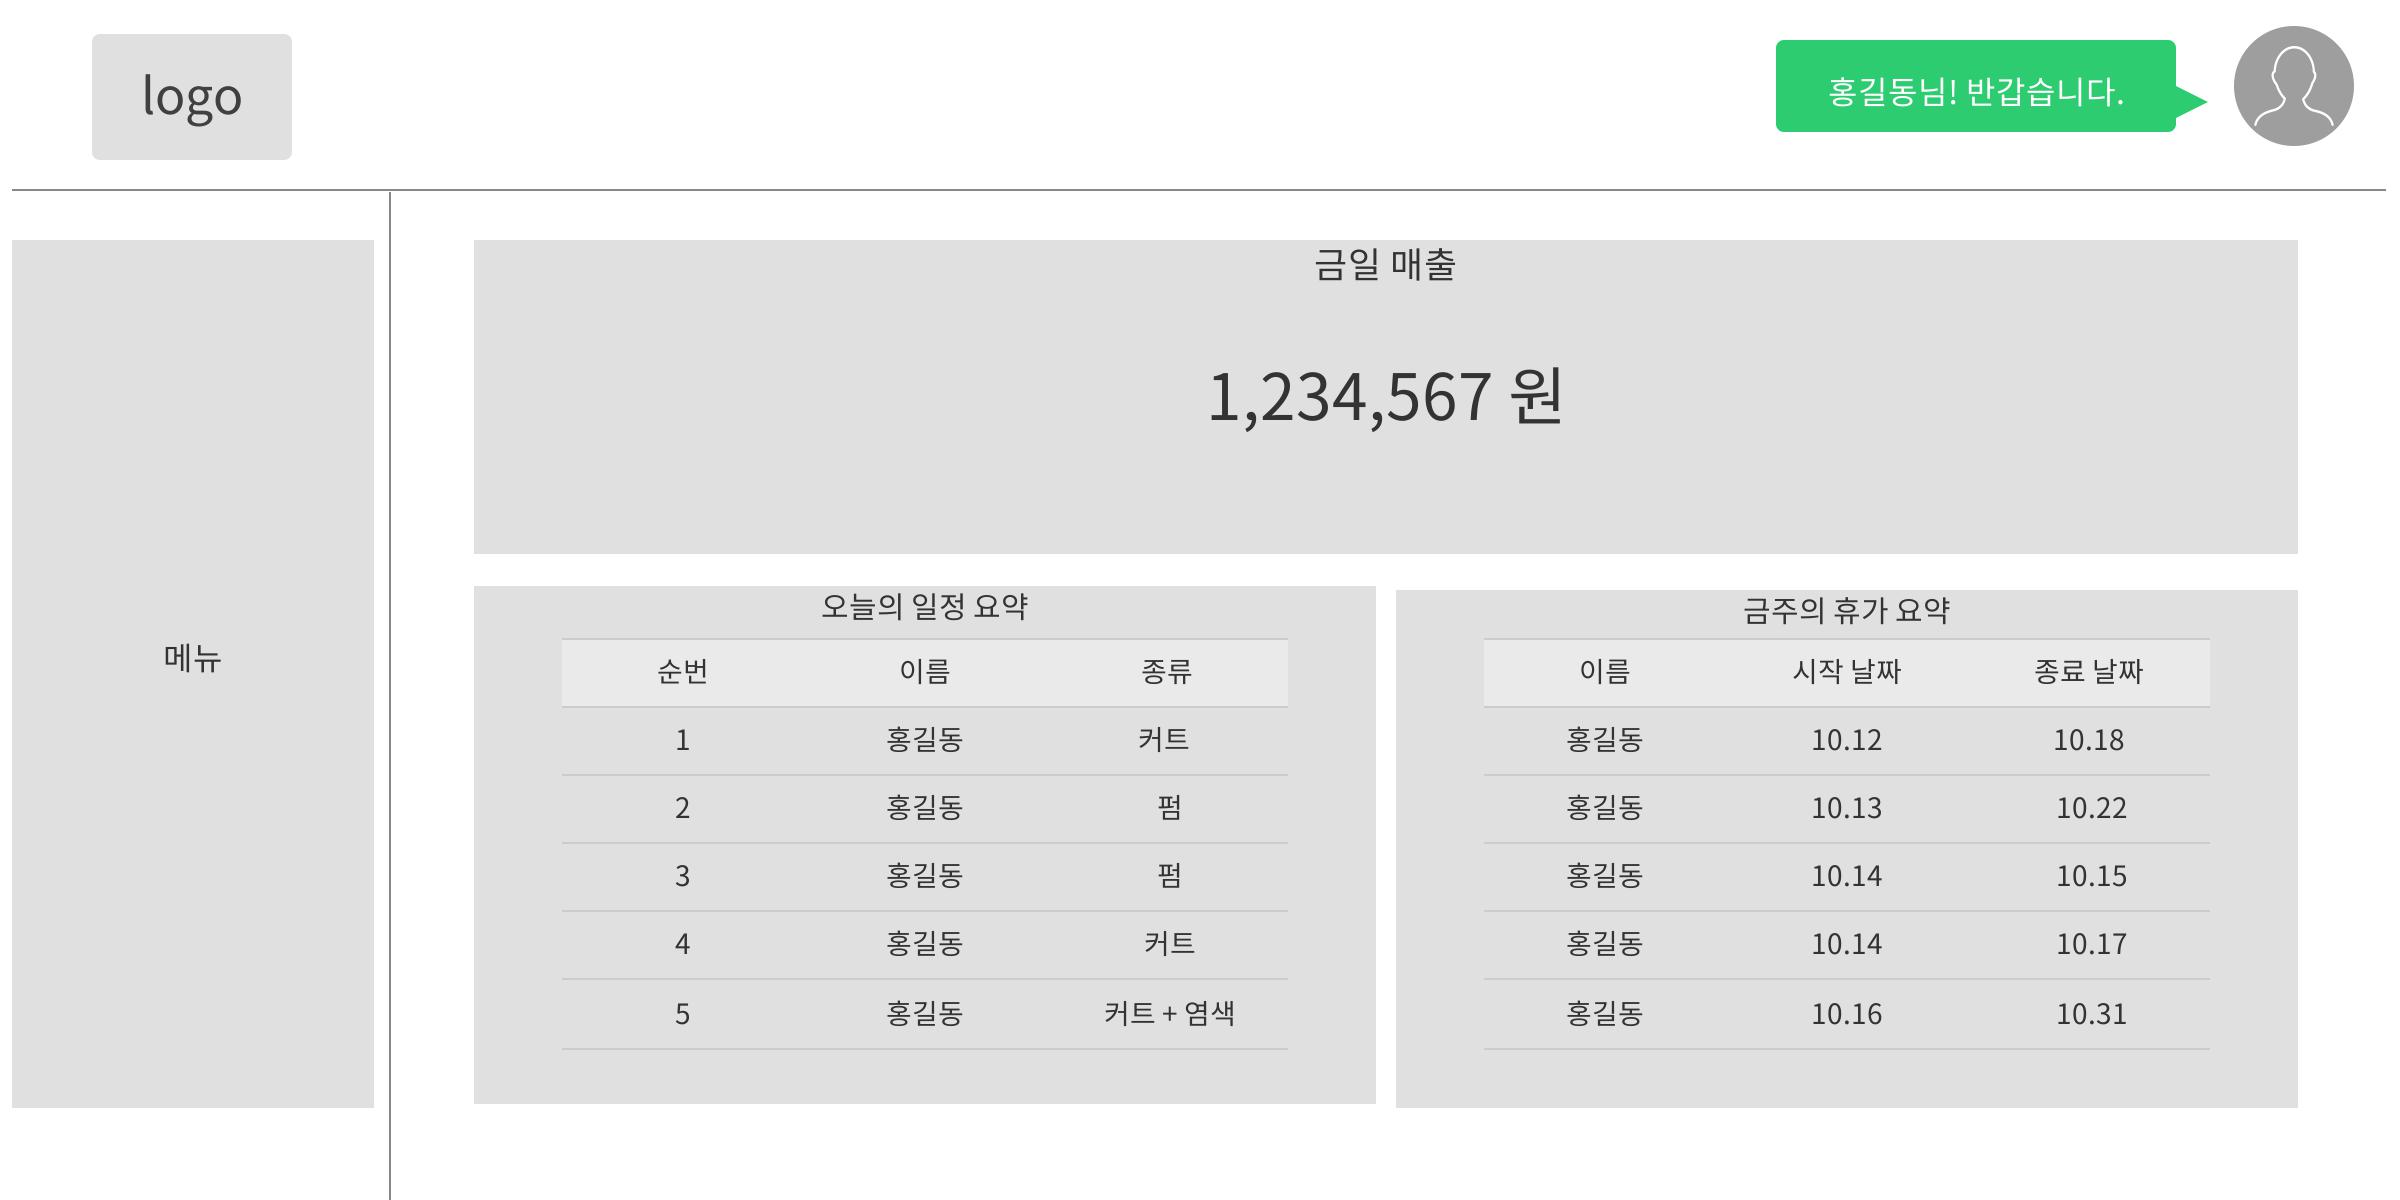 logo
홍길동님! 반갑습니다.
메뉴
금일 매출
1,234,567 원
오늘의 일정 요약
순번 이름 종류
1 홍길동 커트
2 홍길동 펌
3 홍길동 펌
4 홍길동 커트
5 홍길동 커트 + 염색
금주의 휴가 요약
이름 시작 날짜 종료 날짜
홍길동 10.12 10.18
홍길동 10.13 10.22
홍길동 10.14 10.15
홍길동 10.14 10.17
홍길동 10.16 10.31